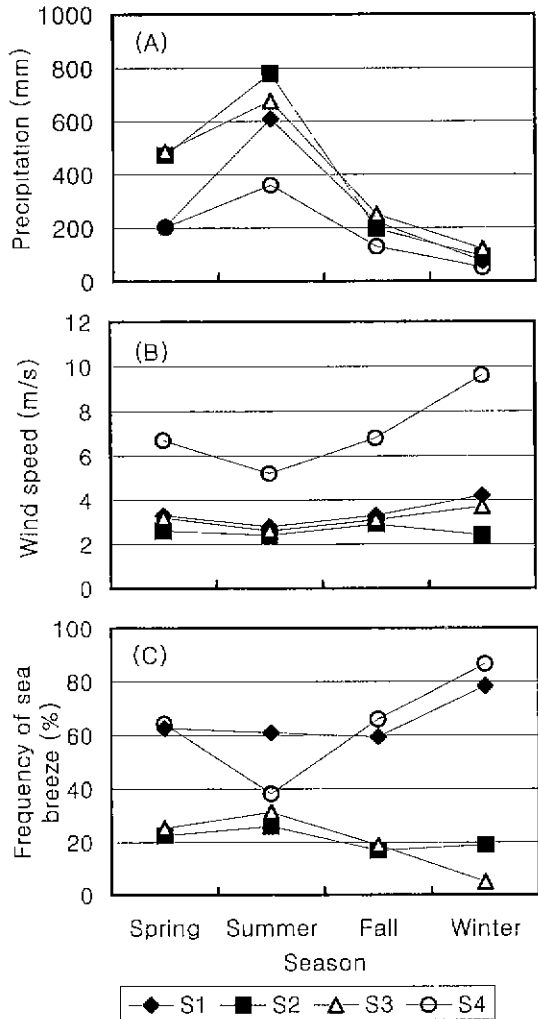 (A)
Precipitation (mm)
1000
800
600
400
200
0
(B)
Wind speed (m/s)
12
10
8
6
4
2
0
(C)
Frequency of sea
breeze (%)
100
80
60
40
20
0
Spring Summer Fall Winter
Season
S1 S2 S3 S4